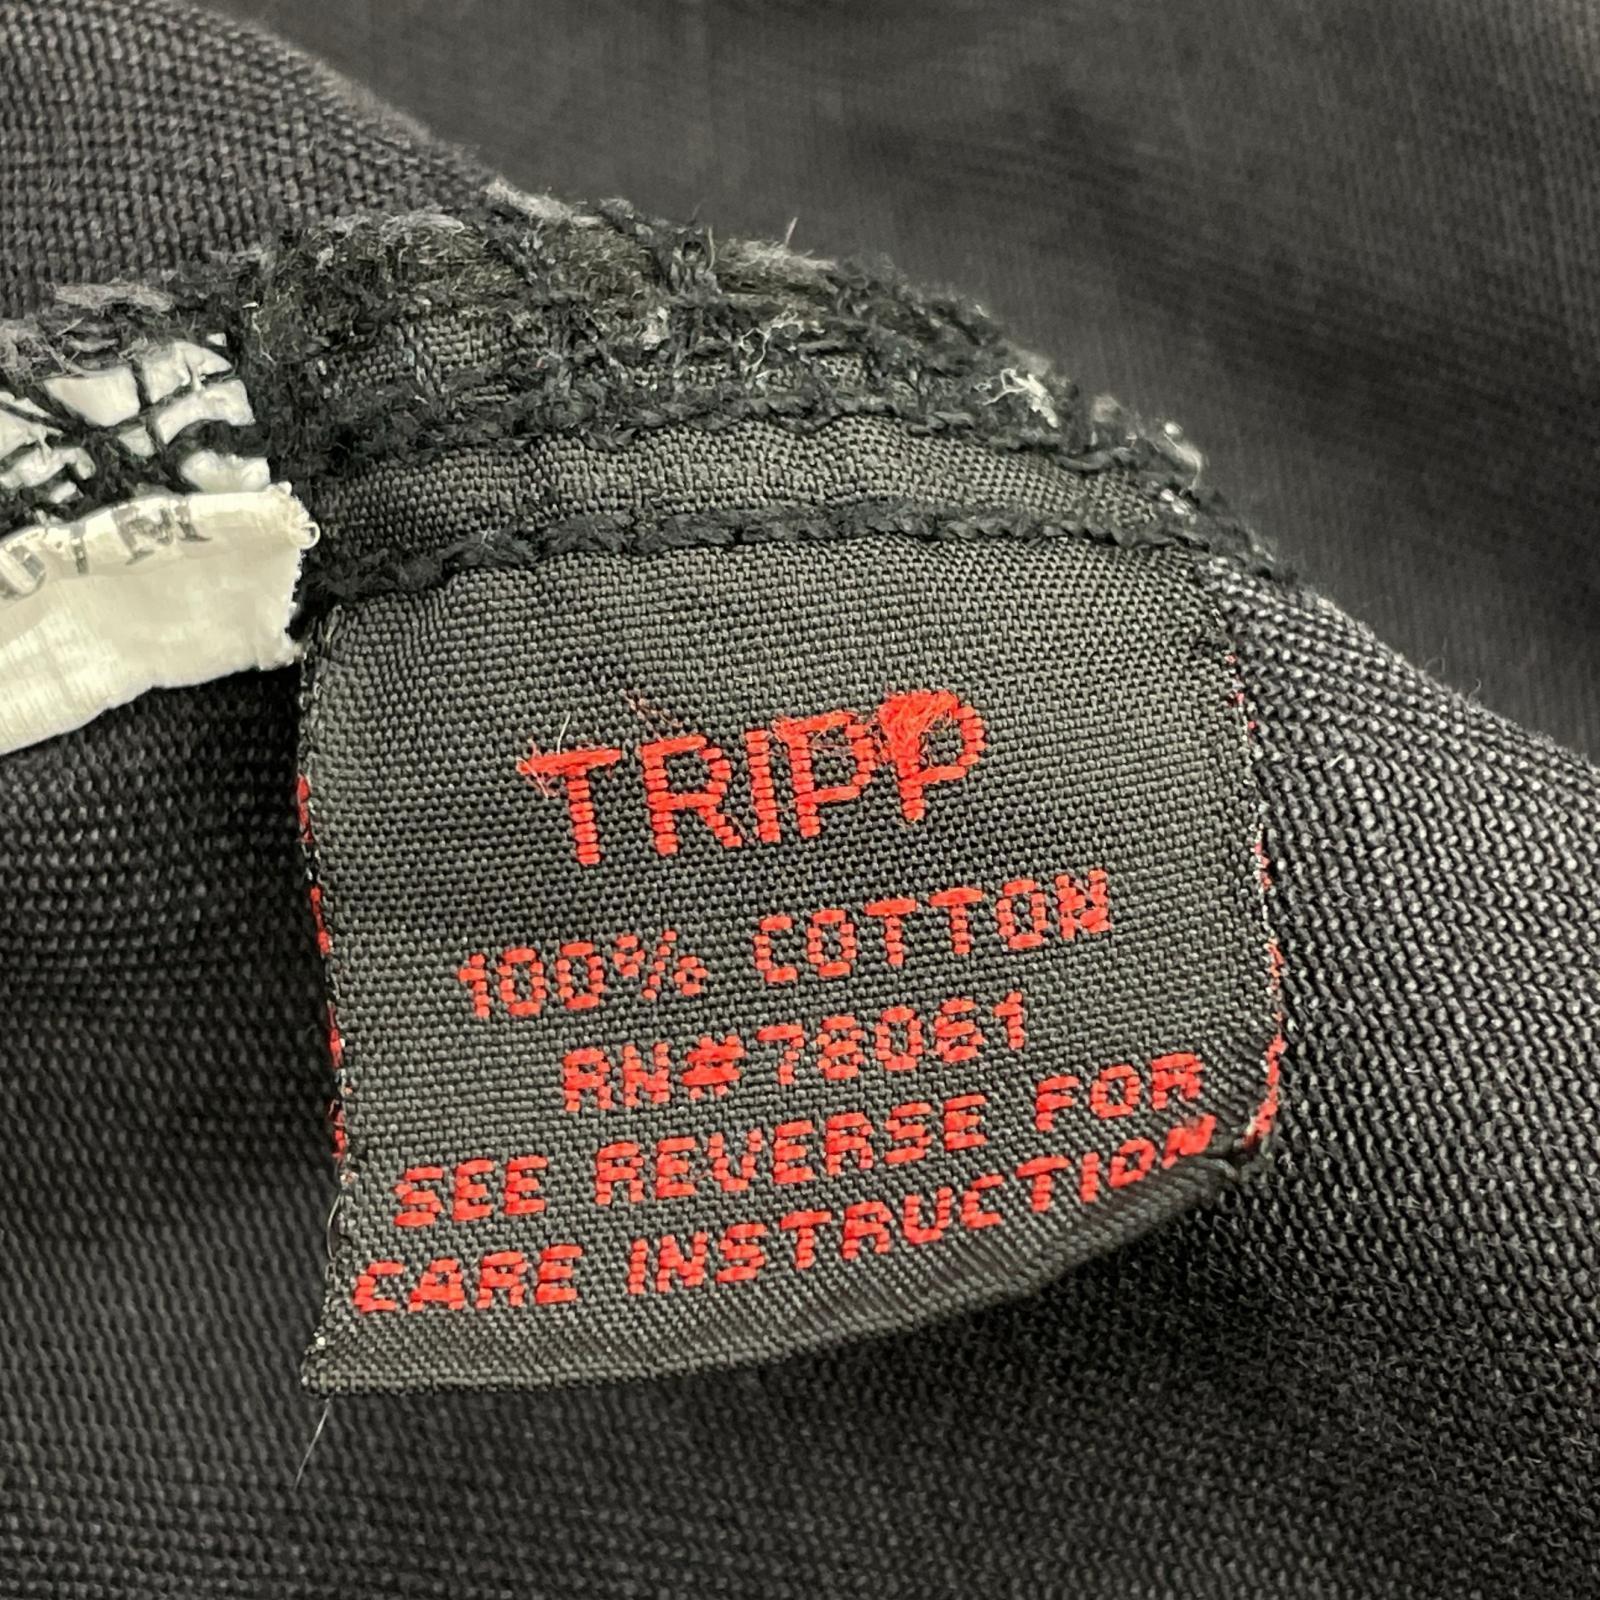 TRIPP
100% COTTON
RN#78061
SEE REVERSE FOR
CARE INSTRUCTION